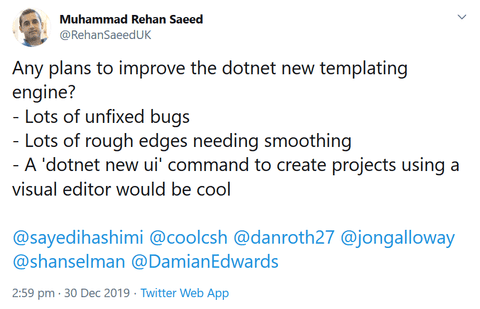 Muhammad Rehan Saeed
@RehanSaeedUK
Any plans to improve the dotnet new templating
engine?
- Lots of unfixed bugs
- Lots of rough edges needing smoothing
- A 'dotnet new ui' command to create projects using a
visual editor would be cool
@sayedihashimi @coolcsh @danroth27 @jongalloway
@shanselman @DamianEdwards
2:59 pm · 30 Dec 2019 · Twitter Web App